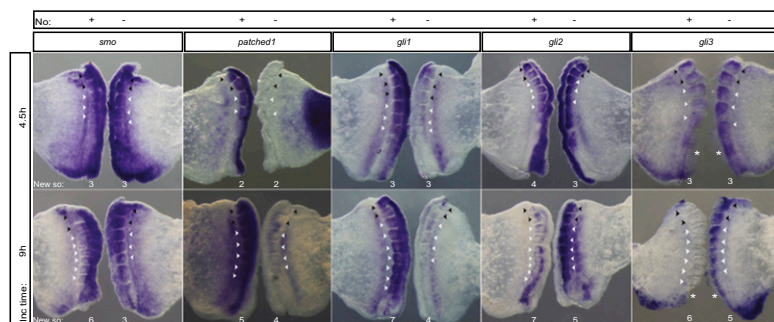 No: + - + - + - + - + -
smo patched1 gli1 gli2 gli3
4.5h
* *
New so: 3 3 2 2 3 3 4 3 3 3
9h
* *
Inc time:
New so: 6 3 5 4 7 4 7 5 6 5